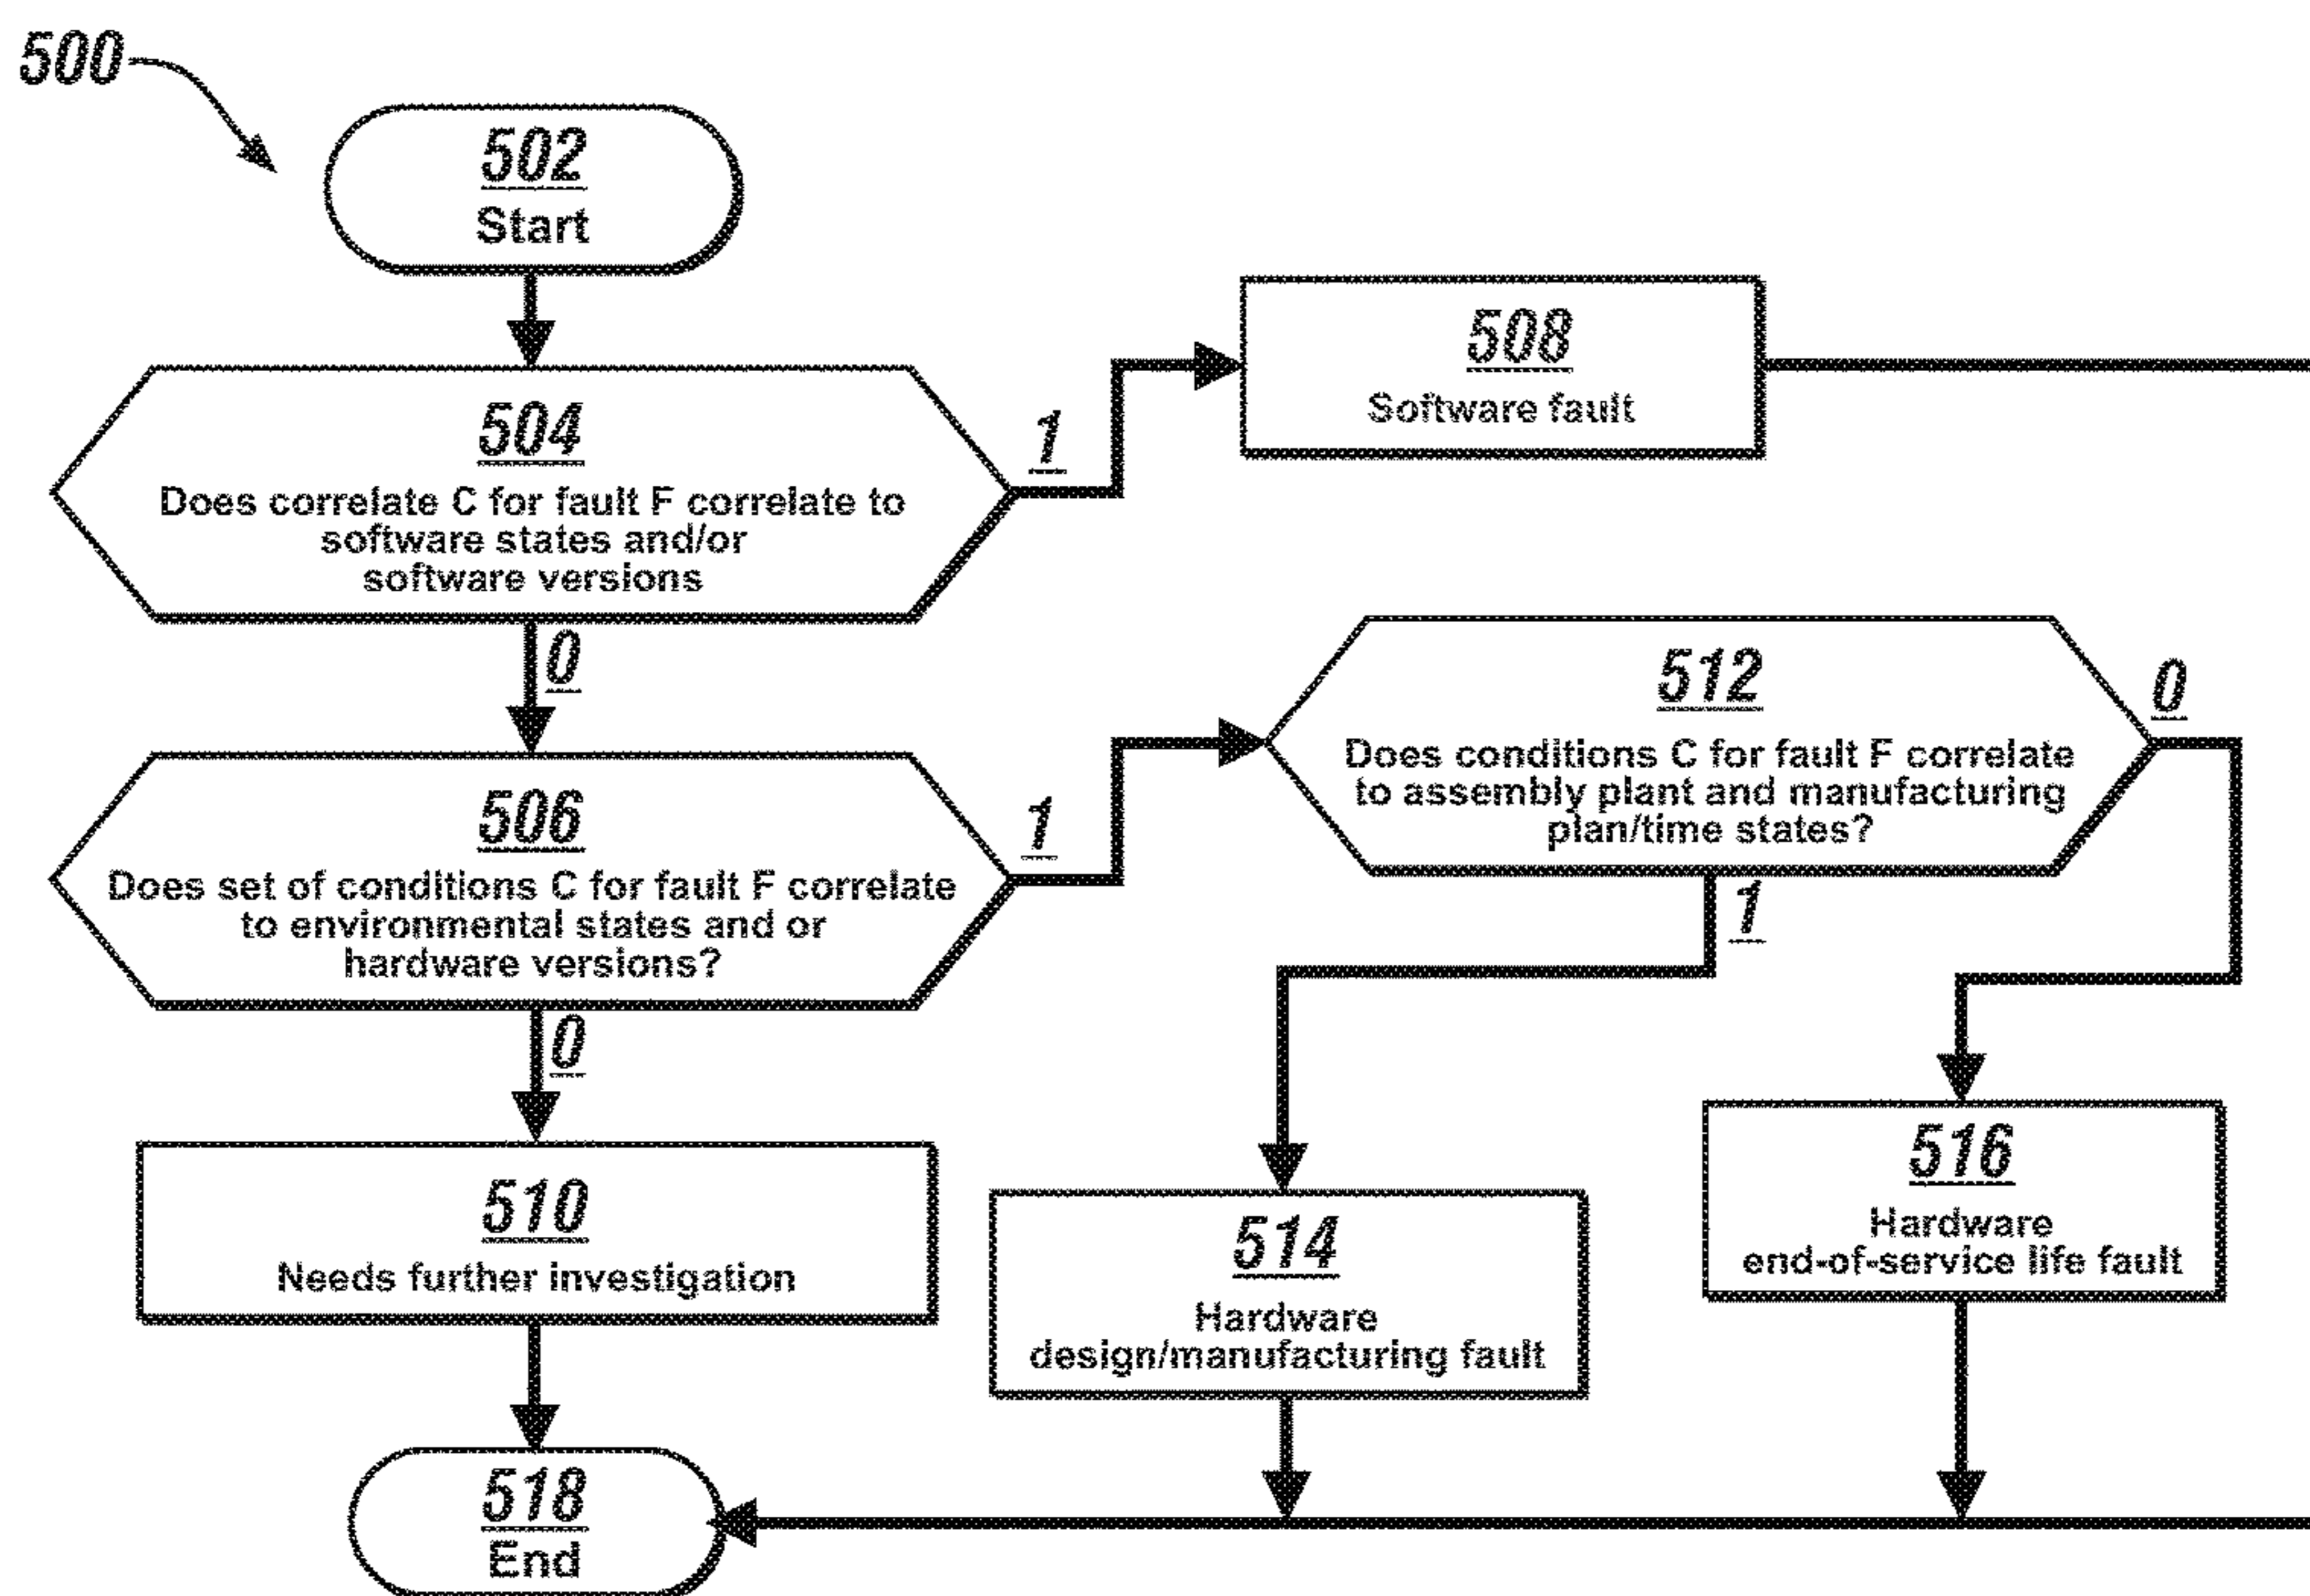 500
502
Start
504
Does correlate C for fault F correlate to
software states and/or
software versions
1
0
508
Software fault
506
Does set of conditions C for fault F correlate
to environmental states and or
hardware versions?
1
0
512
Does conditions C for fault F correlate
to assembly plant and manufacturing
plan/time states?
0
1
510
Needs further investigation
514
Hardware
design/manufacturing fault
516
Hardware
end-of-service life fault
518
End